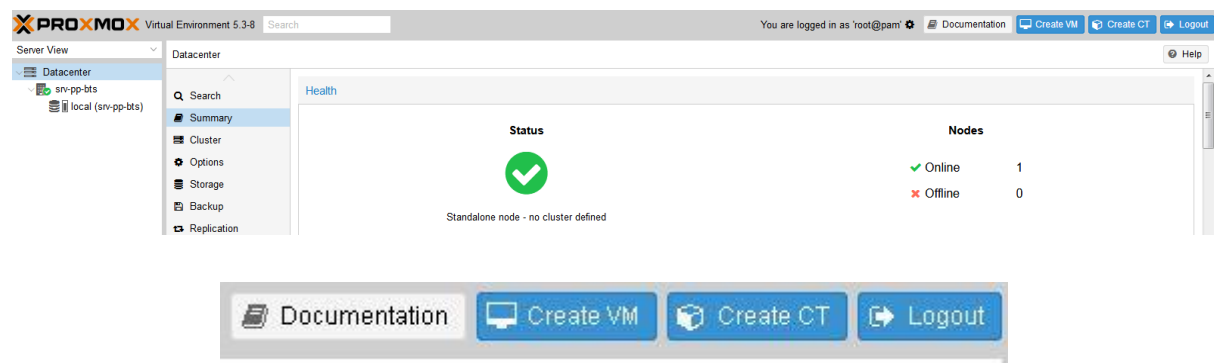 PROXMOX Virtual Environment 5.3-8 Search You are logged in as 'root@pam' Documentation Create VM Create CT Logout
Server View Datacenter Help
Datacenter
srv-pp-bts
local (srv-pp-bts)
Search
Summary
Cluster
Options
Storage
Backup
Replication
Health
Status Nodes
Online 1
Offline 0
Standalone node - no cluster defined
Documentation Create VM Create CT Logout